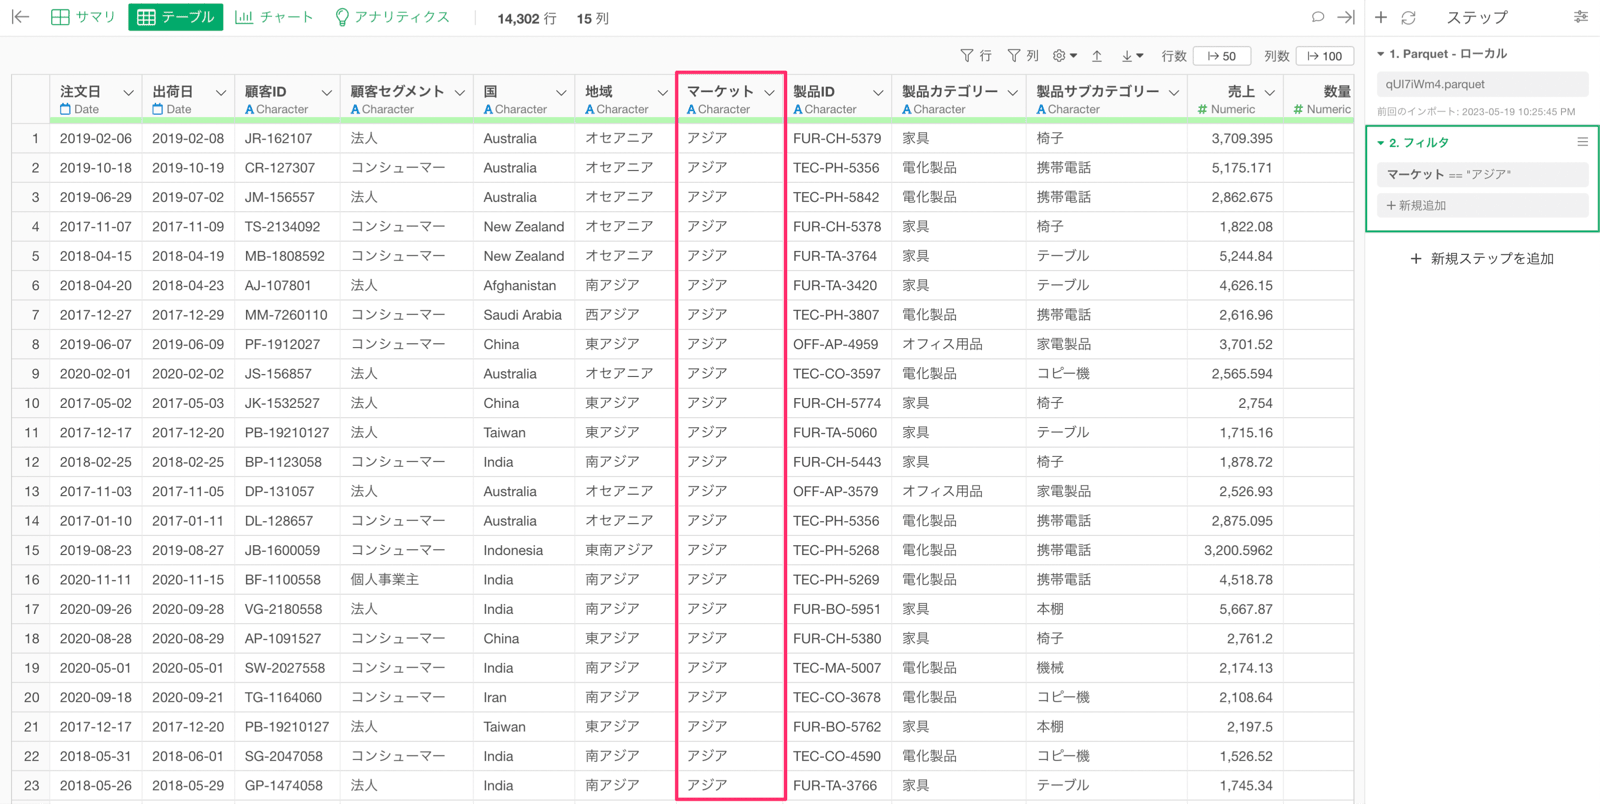 サマリ テーブル チャート アナリティクス 14,302 行 15 列 ステップ
行 列 行数 50 列数 100
注文日 出荷日 顧客ID 顧客セグメント 国 地域 マーケット 製品ID 製品カテゴリー 製品サブカテゴリー 売上 数量
Date Date Character Character Character Character Character Character Character Character Numeric Numeric
1 2019-02-06 2019-02-08 JR-162107 法人 Australia オセアニア アジア FUR-CH-5379 家具 椅子 3,709.395
2 2019-10-18 2019-10-19 CR-127307 コンシューマー Australia オセアニア アジア TEC-PH-5356 電化製品 携帯電話 5,175.171
3 2019-06-29 2019-07-02 JM-156557 法人 Australia オセアニア アジア TEC-PH-5842 電化製品 携帯電話 2,862.675
4 2017-11-07 2017-11-09 TS-2134092 コンシューマー New Zealand オセアニア アジア FUR-CH-5378 家具 椅子 1,822.08
5 2018-04-15 2018-04-19 MB-1808592 コンシューマー New Zealand オセアニア アジア FUR-TA-3764 家具 テーブル 5,244.84
6 2018-04-20 2018-04-23 AJ-107801 法人 Afghanistan 南アジア アジア FUR-TA-3420 家具 テーブル 4,626.15
7 2017-12-27 2017-12-29 MM-7260110 コンシューマー Saudi Arabia 西アジア アジア TEC-PH-3807 電化製品 携帯電話 2,616.96
8 2019-06-07 2019-06-09 PF-1912027 コンシューマー China 東アジア アジア OFF-AP-4959 オフィス用品 家電製品 3,701.52
9 2020-02-01 2020-02-02 JS-156857 法人 Australia オセアニア アジア TEC-CO-3597 電化製品 コピー機 2,565.594
10 2017-05-02 2017-05-03 JK-1532527 法人 China 東アジア アジア FUR-CH-5774 家具 椅子 2,754
11 2017-12-17 2017-12-20 PB-19210127 法人 Taiwan 東アジア アジア FUR-TA-5060 家具 テーブル 1,715.16
12 2018-02-25 2018-02-25 BP-1123058 コンシューマー India 南アジア アジア FUR-CH-5443 家具 椅子 1,878.72
13 2017-11-03 2017-11-05 DP-131057 法人 Australia オセアニア アジア OFF-AP-3579 オフィス用品 家電製品 2,526.93
14 2017-01-10 2017-01-11 DL-128657 コンシューマー Australia オセアニア アジア TEC-PH-5356 電化製品 携帯電話 2,875.095
15 2019-08-23 2019-08-27 JB-1600059 コンシューマー Indonesia 東南アジア アジア TEC-PH-5268 電化製品 携帯電話 3,200.5962
16 2020-11-11 2020-11-15 BF-1100558 個人事業主 India 南アジア アジア TEC-PH-5269 電化製品 携帯電話 4,518.78
17 2020-09-26 2020-09-28 VG-2180558 法人 India 南アジア アジア FUR-BO-5951 家具 本棚 5,667.87
18 2020-08-28 2020-08-29 AP-1091527 コンシューマー China 東アジア アジア FUR-CH-5380 家具 椅子 2,761.2
19 2020-05-01 2020-05-01 SW-2027558 コンシューマー India 南アジア アジア TEC-MA-5007 電化製品 機械 2,174.13
20 2020-09-18 2020-09-21 TG-1164060 コンシューマー Iran 南アジア アジア TEC-CO-3678 電化製品 コピー機 2,108.64
21 2017-12-17 2017-12-20 PB-19210127 法人 Taiwan 東アジア アジア FUR-BO-5762 家具 本棚 2,197.5
22 2018-05-31 2018-06-01 SG-2047058 コンシューマー India 南アジア アジア TEC-CO-4590 電化製品 コピー機 1,526.52
23 2018-05-26 2018-05-29 GP-1474058 法人 India 南アジア アジア FUR-TA-3766 家具 テーブル 1,745.34
1. Parquet - ローカル
qUI7iWm4.parquet
前回のインポート: 2023-05-19 10:25:45 PM
2. フィルタ
マーケット == "アジア"
+ 新規追加
+ 新規ステップを追加